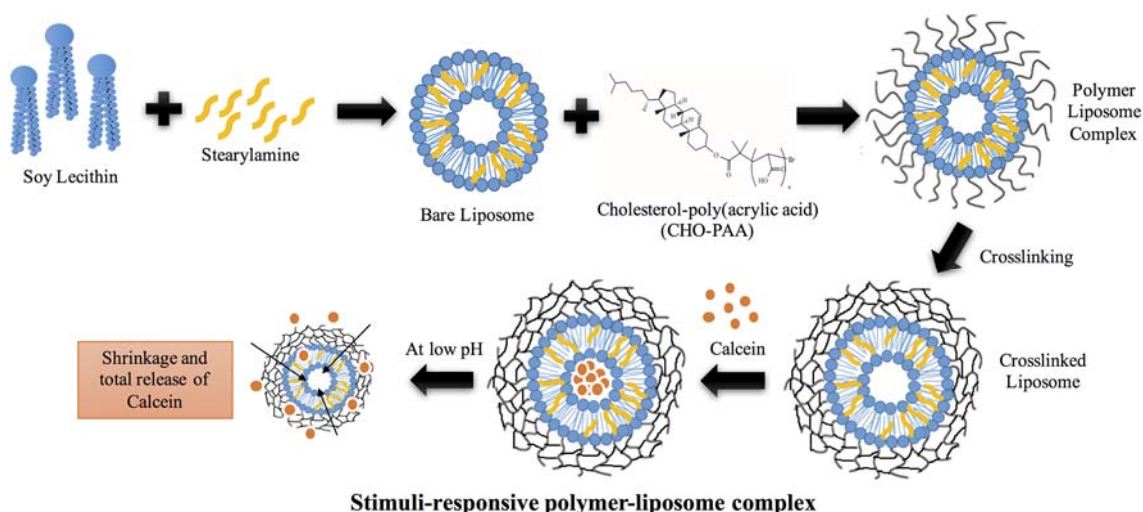 Soy Lecithin
Stearylamine
Bare Liposome
Cholesterol-poly(acrylic acid)
(CHO-PAA)
Polymer
Liposome
Complex
Crosslinking
Crosslinked
Liposome
Calcein
At low pH
Shrinkage and
total release of
Calcein
Stimuli-responsive polymer-liposome complex